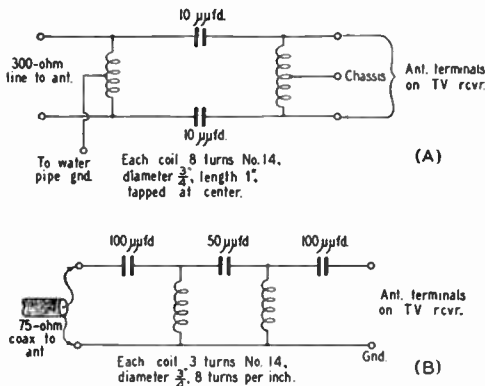 10 µµfd.
300-ohm
line to ant.
Chassis
Ant. terminals
on TV rcvr.
10 µµfd.
To water
pipe gnd.
Each coil 8 turns No. 14,
diameter 3/4", length 1",
tapped at center.
(A)
100 µµfd.
50 µµfd
100 µµfd.
75-ohm
coax to
ant
Ant. terminals
on TV rcvr.
Gnd.
Each coil 3 turns No. 14,
diameter 3/4", 8 turns per inch.
(B)